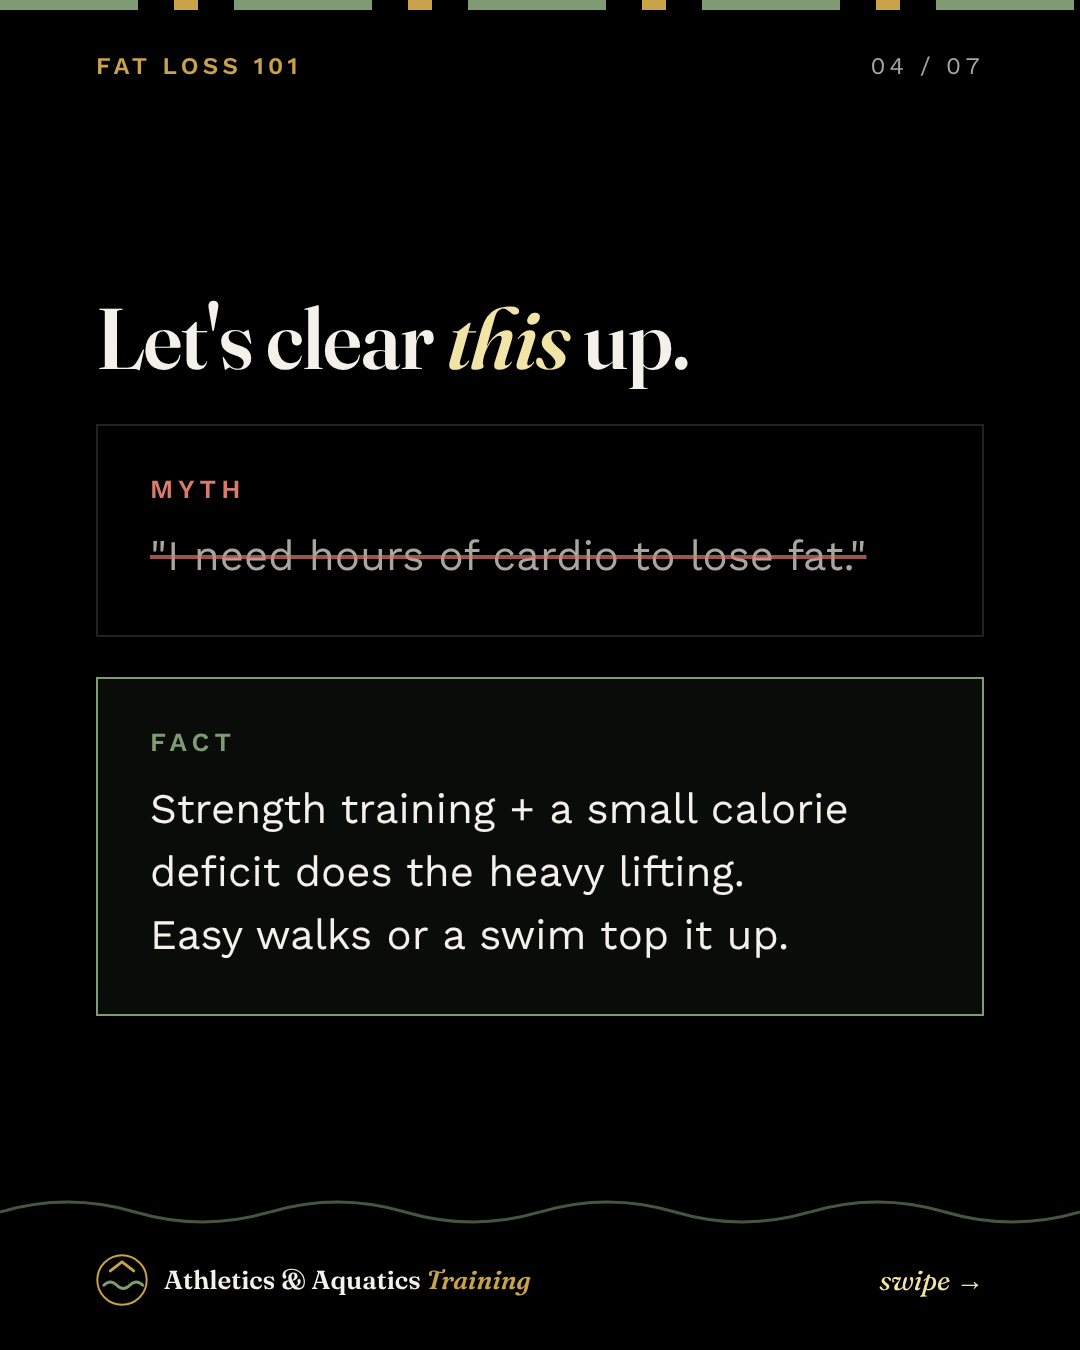 FAT LOSS 101
04 / 07
Let's clear this up.
MYTH
"I need hours of cardio to lose fat."
FACT
Strength training + a small calorie
deficit does the heavy lifting.
Easy walks or a swim top it up.
Athletics & Aquatics Training
swipe →